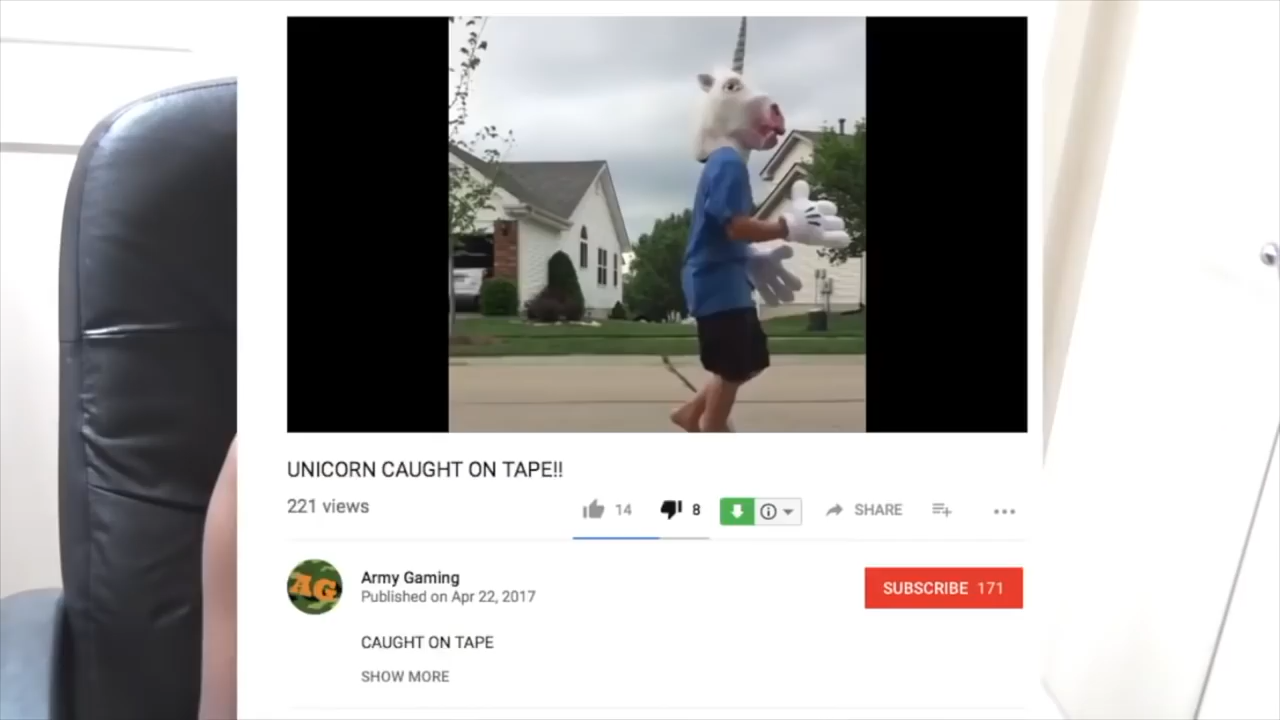 UNICORN CAUGHT ON TAPE!!
221 views
14 8 SHARE
AG
Army Gaming
Published on Apr 22, 2017
SUBSCRIBE 171
CAUGHT ON TAPE
SHOW MORE